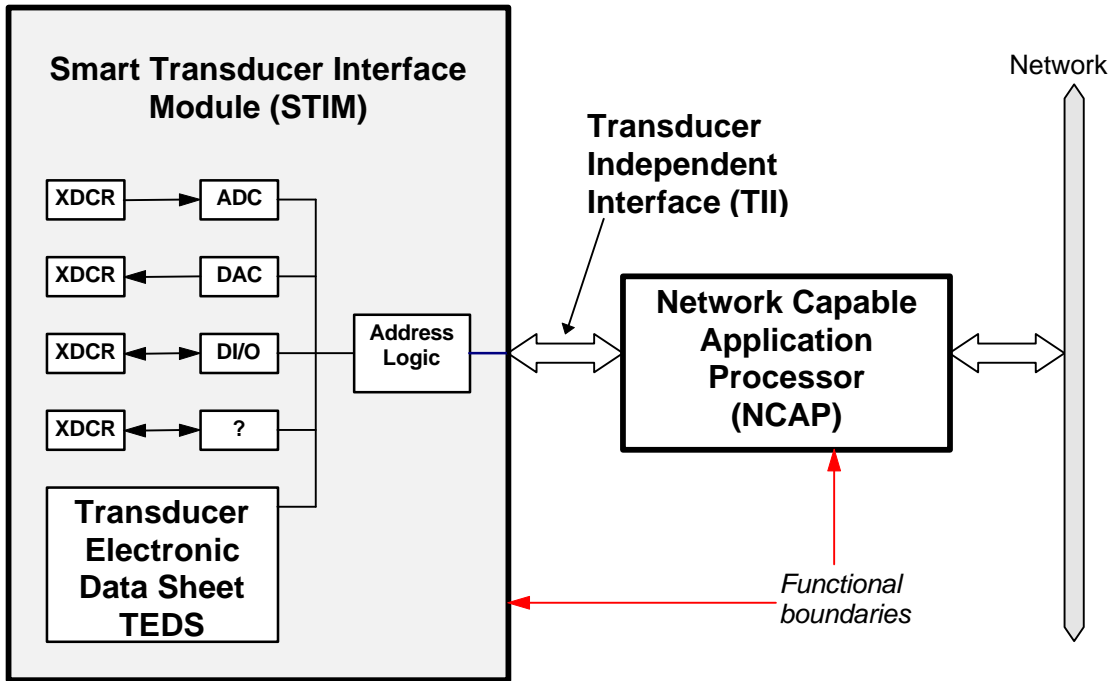 Smart Transducer Interface
Module (STIM)
XDCR
ADC
XDCR
DAC
XDCR
DI/O
XDCR
?
Address
Logic
Transducer
Electronic
Data Sheet
TEDS
Transducer
Independent
Interface (TII)
Network Capable
Application
Processor
(NCAP)
Network
Functional
boundaries